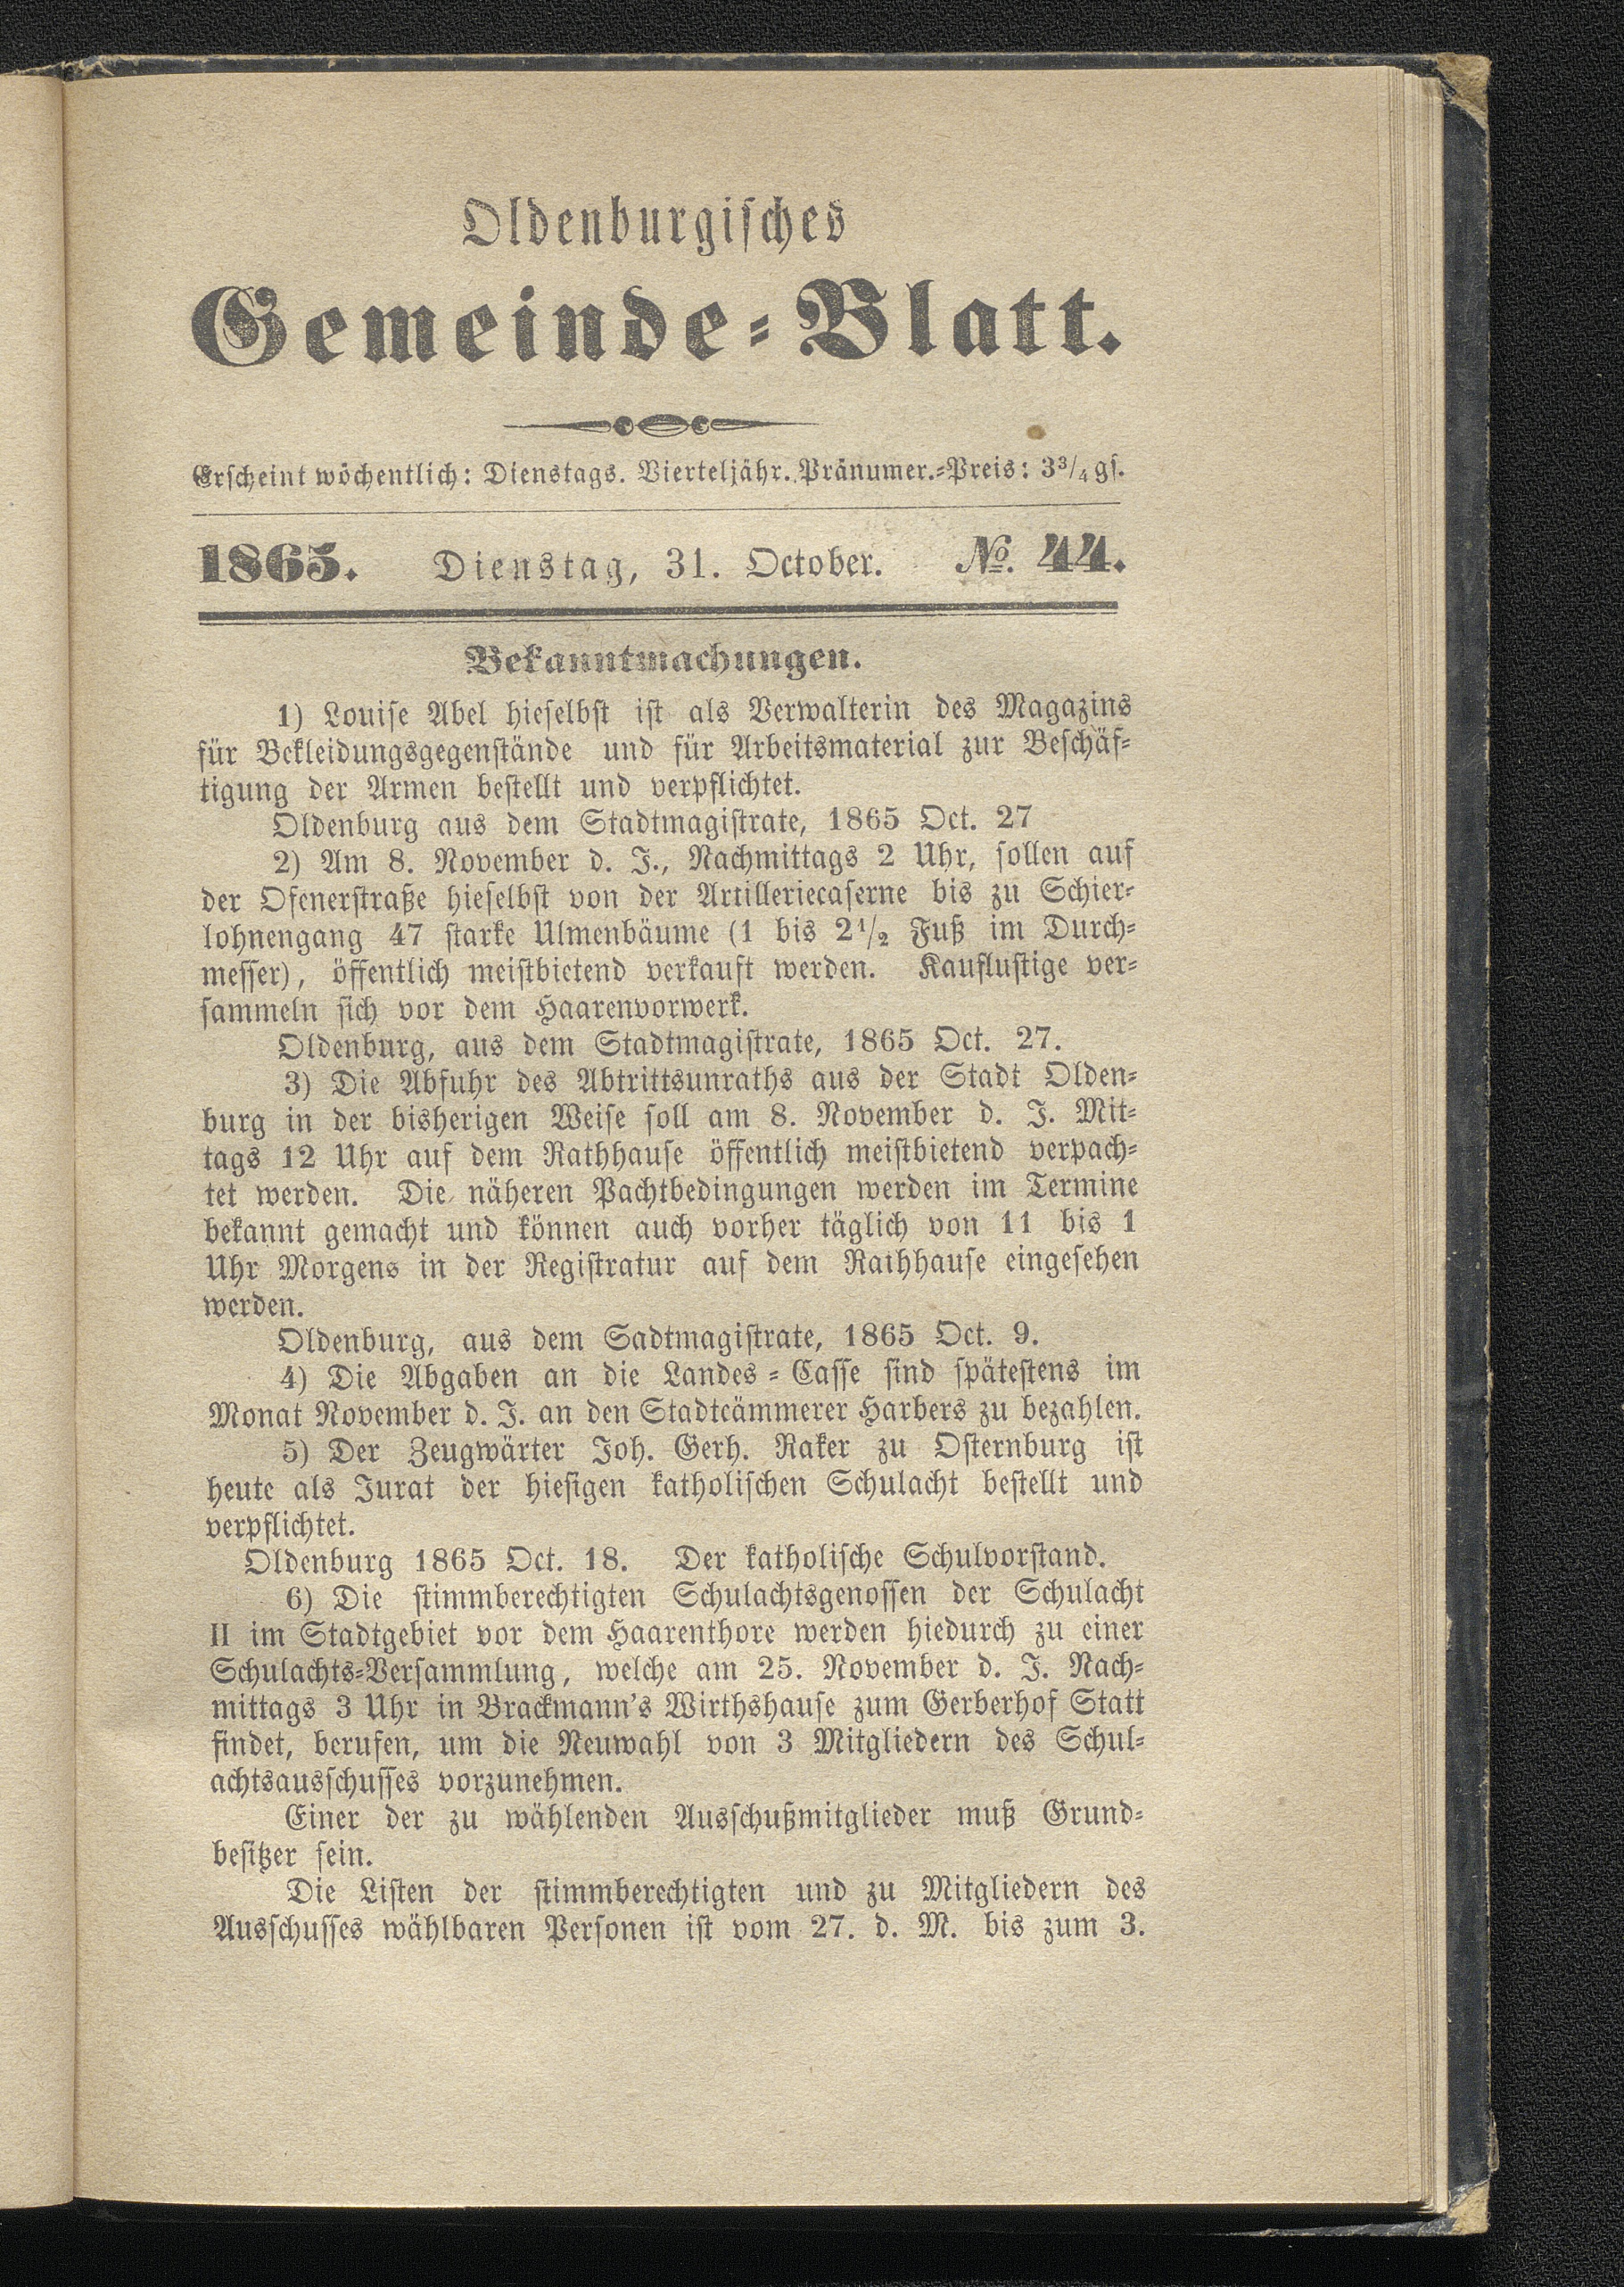 Oldenburgisches
Gemeinde-Blatt.
Erscheint wöchentlich: Dienstags. Vierteljähr. Pränumer.-Preis: 3³/₄ gs.
1865. Dienstag, 31. October. №. 44.
Bekanntmachungen.
1) Louise Abel hieselbst ist als Verwalterin des Magazins
für Bekleidungsgegenstände und für Arbeitsmaterial zur Beschäf-
tigung der Armen bestellt und verpflichtet.
Oldenburg aus dem Stadtmagistrate, 1865 Oct. 27
2) Am 8. November d. J., Nachmittags 2 Uhr, sollen auf
der Ofenerstraße hieselbst von der Artilleriecaserne bis zu Schier-
lohnengang 47 starke Ulmenbäume (1 bis 2¹/₂ Fuß im Durch-
messer), öffentlich meistbietend verkauft werden. Kauflustige ver-
sammeln sich vor dem Haarenvorwerk.
Oldenburg, aus dem Stadtmagistrate, 1865 Oct. 27.
3) Die Abfuhr des Abtrittsunraths aus der Stadt Olden-
burg in der bisherigen Weise soll am 8. November d. J. Mit-
tags 12 Uhr auf dem Rathhause öffentlich meistbietend verpach-
tet werden. Die näheren Pachtbedingungen werden im Termine
bekannt gemacht und können auch vorher täglich von 11 bis 1
Uhr Morgens in der Registratur auf dem Rathhause eingesehen
werden.
Oldenburg, aus dem Sadtmagistrate, 1865 Oct. 9.
4) Die Abgaben an die Landes-Casse sind spätestens im
Monat November d. J. an den Stadtcämmerer Harbers zu bezahlen.
5) Der Zeugwärter Joh. Gerh. Raker zu Osternburg ist
heute als Jurat der hiesigen katholischen Schulacht bestellt und
verpflichtet.
Oldenburg 1865 Oct. 18. Der katholische Schulvorstand.
6) Die stimmberechtigten Schulachtsgenossen der Schulacht
II im Stadtgebiet vor dem Haarenthore werden hiedurch zu einer
Schulachts-Versammlung, welche am 25. November d. J. Nach-
mittags 3 Uhr in Brackmann's Wirthshause zum Gerberhof Statt
findet, berufen, um die Neuwahl von 3 Mitgliedern des Schul-
achtsausschusses vorzunehmen.
Einer der zu wählenden Ausschußmitglieder muß Grund-
besitzer sein.
Die Listen der stimmberechtigten und zu Mitgliedern des
Ausschusses wählbaren Personen ist vom 27. d. M. bis zum 3.